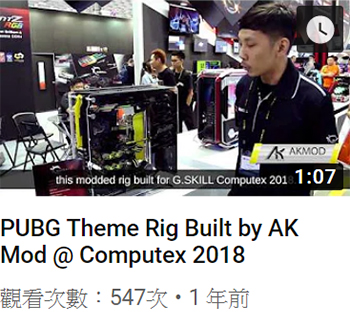 RGB
AKMOD
this modded rig built for G.SKILL Computex 2018
1:07
PUBG Theme Rig Built by AK
Mod @ Computex 2018
觀看次數：547次 • 1 年前